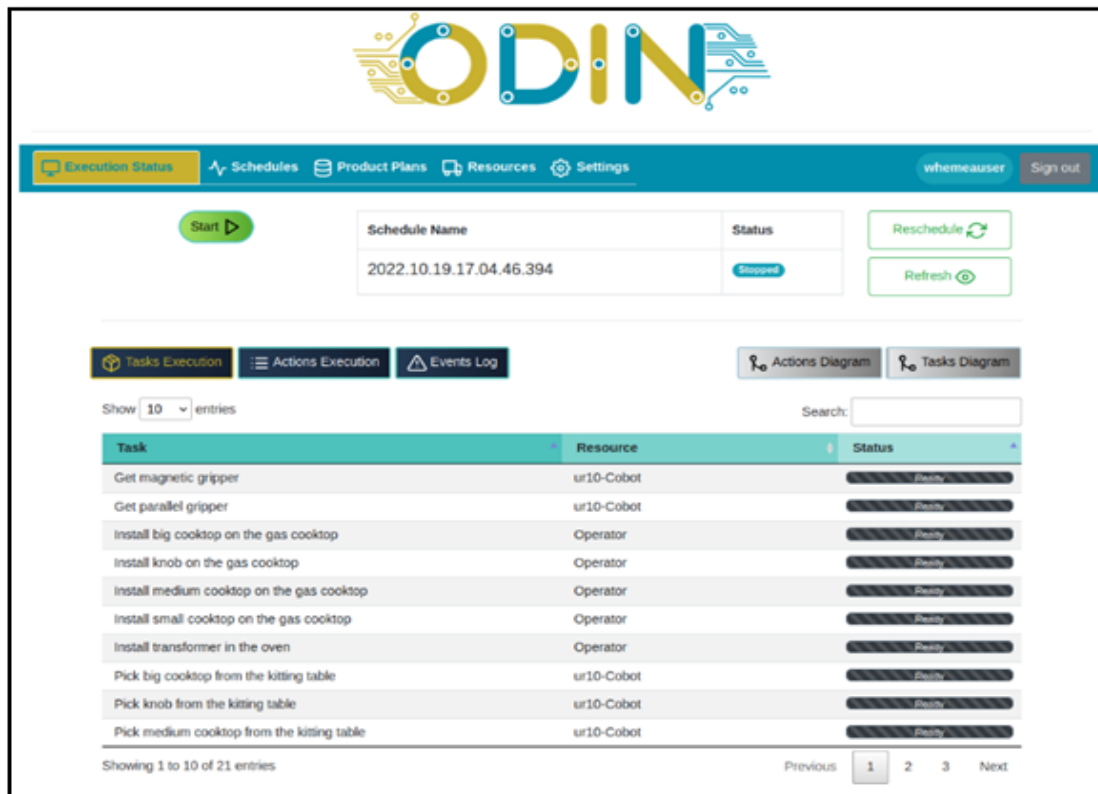 ODIN
Execution Status Schedules Product Plans Resources Settings whemeauser Sign out
Start Schedule Name Status Reschedule
2022.10.19.17.04.46.394 Stopped Refresh
Tasks Execution Actions Execution Events Log Actions Diagram Tasks Diagram
Show 10 entries Search:
Task Resource Status
Get magnetic gripper ur10-Cobot Ready
Get parallel gripper ur10-Cobot Ready
Install big cooktop on the gas cooktop Operator Ready
Install knob on the gas cooktop Operator Ready
Install medium cooktop on the gas cooktop Operator Ready
Install small cooktop on the gas cooktop Operator Ready
Install transformer in the oven Operator Ready
Pick big cooktop from the kitting table ur10-Cobot Ready
Pick knob from the kitting table ur10-Cobot Ready
Pick medium cooktop from the kitting table ur10-Cobot Ready
Showing 1 to 10 of 21 entries Previous 1 2 3 Next